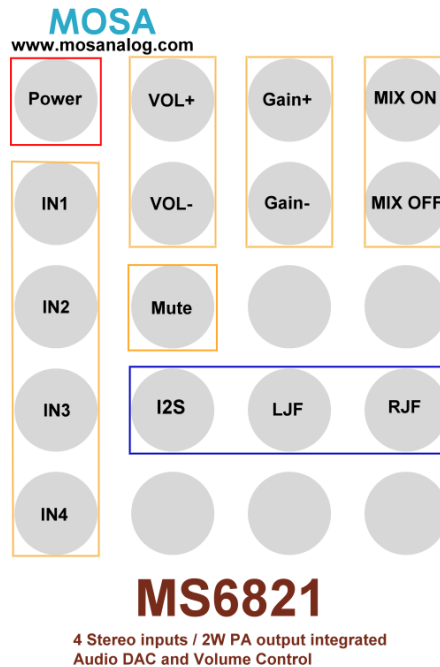 MOSA
www.mosanalog.com
Power VOL+ Gain+ MIX ON
IN1 VOL- Gain- MIX OFF
IN2 Mute
IN3 I2S LJF RJF
IN4
MS6821
4 Stereo inputs / 2W PA output integrated
Audio DAC and Volume Control